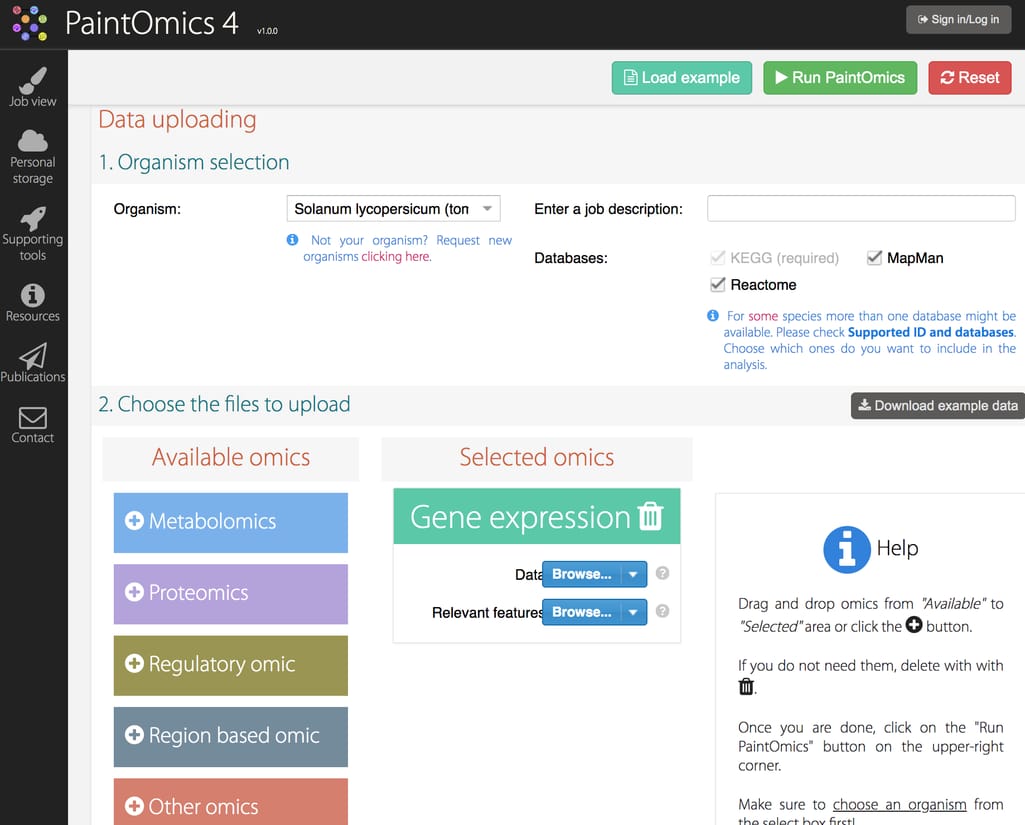 PaintOmics 4 v1.0.0
Sign in/Log in
Job view
Personal
storage
Supporting
tools
Resources
Publications
Contact
Load example
Run PaintOmics
Reset
Data uploading
1. Organism selection
Organism:
Solanum lycopersicum (tom
Not your organism? Request new
organisms clicking here.
Enter a job description:
Databases:
KEGG (required)
MapMan
Reactome
For some species more than one database might be
available. Please check Supported ID and databases.
Choose which ones do you want to include in the
analysis.
2. Choose the files to upload
Download example data
Available omics
Metabolomics
Proteomics
Regulatory omic
Region based omic
Other omics
Selected omics
Gene expression
Data
Browse...
Relevant features
Browse...
Help
Drag and drop omics from "Available" to
"Selected" area or click the button.
If you do not need them, delete with with
.
Once you are done, click on the "Run
PaintOmics" button on the upper-right
corner.
Make sure to choose an organism from
the select box first!